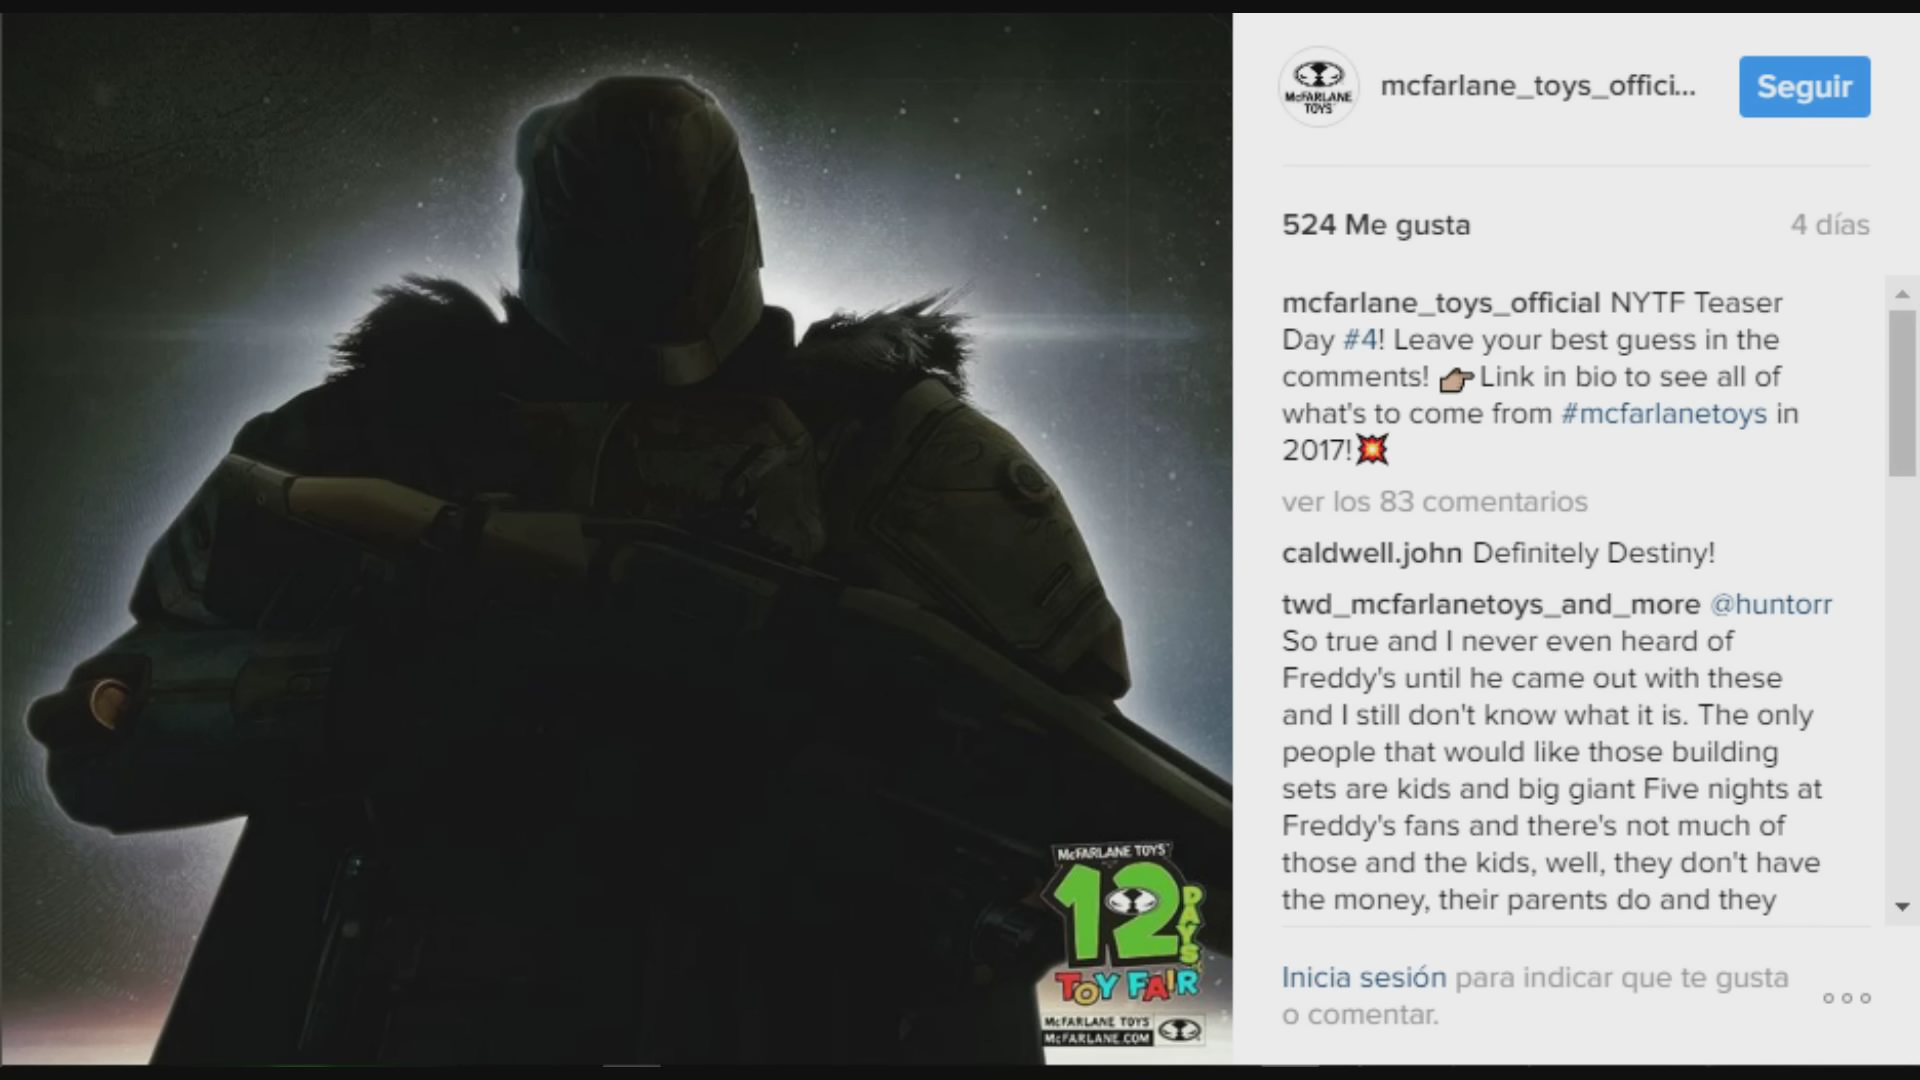 McFARLANE
TOYS
mcfarlane_toys_offici...
Seguir
524 Me gusta
4 días
mcfarlane_toys_official NYTF Teaser
Day #4! Leave your best guess in the
comments! 👉Link in bio to see all of
what's to come from #mcfarlanetoys in
2017!💥
ver los 83 comentarios
caldwell.john Definitely Destiny!
twd_mcfarlanetoys_and_more @huntorr
So true and I never even heard of
Freddy's until he came out with these
and I still don't know what it is. The only
people that would like those building
sets are kids and big giant Five nights at
Freddy's fans and there's not much of
those and the kids, well, they don't have
the money, their parents do and they
Inicia sesión para indicar que te gusta
o comentar.
McFARLANE TOYS
12
DAYS
TOY FAIR
McFARLANE TOYS
McFARLANE.COM